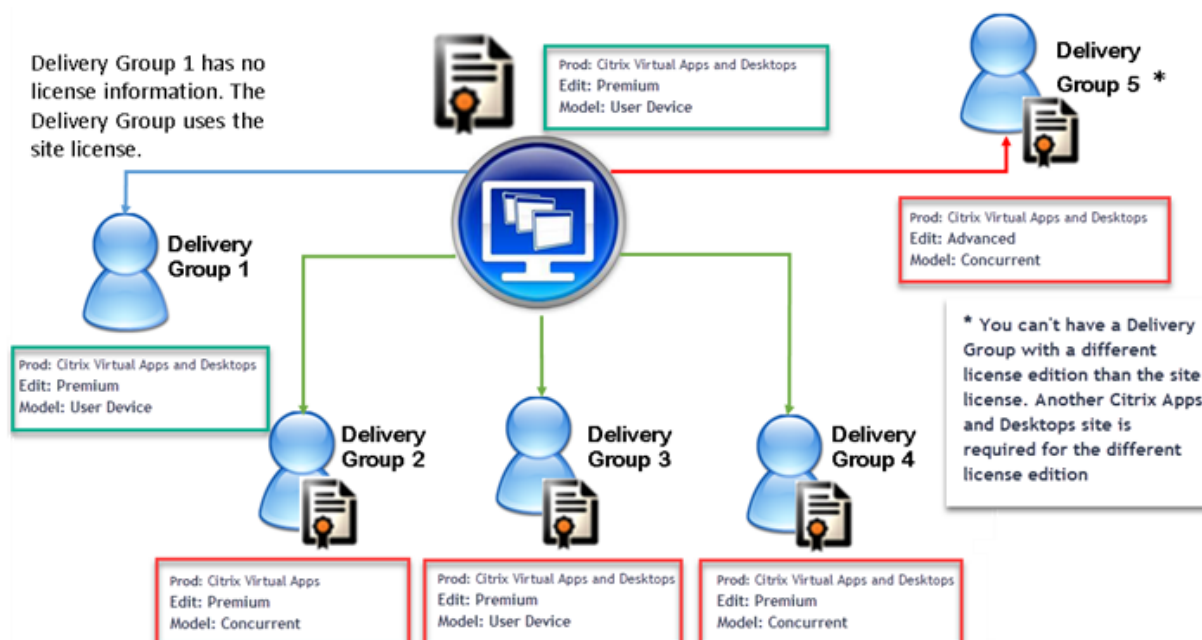 Delivery Group 1 has no
license information. The
Delivery Group uses the
site license.
Prod: Citrix Virtual Apps and Desktops
Edit: Premium
Model: User Device
Delivery
Group 5 *
Prod: Citrix Virtual Apps and Desktops
Edit: Advanced
Model: Concurrent
Delivery
Group 1
Prod: Citrix Virtual Apps and Desktops
Edit: Premium
Model: User Device
* You can't have a Delivery
Group with a different
license edition than the site
license. Another Citrix Apps
and Desktops site is
required for the different
license edition
Delivery
Group 2
Delivery
Group 3
Delivery
Group 4
Prod: Citrix Virtual Apps
Edit: Premium
Model: Concurrent
Prod: Citrix Virtual Apps and Desktops
Edit: Premium
Model: User Device
Prod: Citrix Virtual Apps and Desktops
Edit: Premium
Model: Concurrent